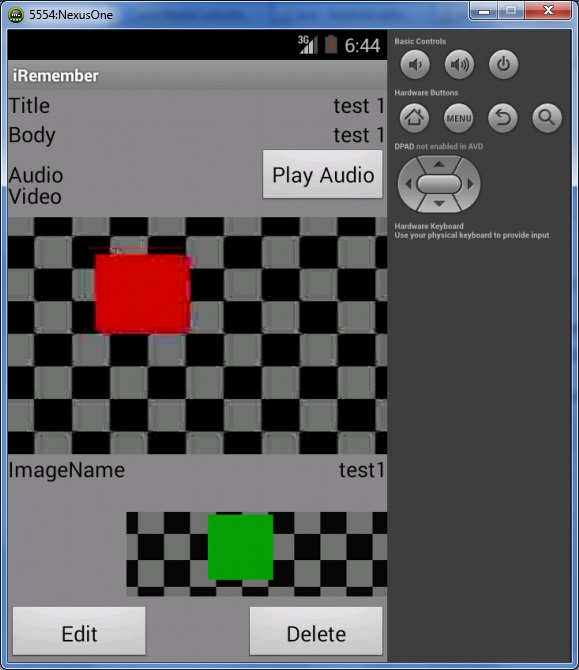 5554:NexusOne
3G 6:44
iRemember
Title test 1
Body test 1
Audio Play Audio
Video
ImageName test1
Edit Delete
Basic Controls
Hardware Buttons
MENU
DPAD not enabled in AVD
Hardware Keyboard
Use your physical keyboard to provide input